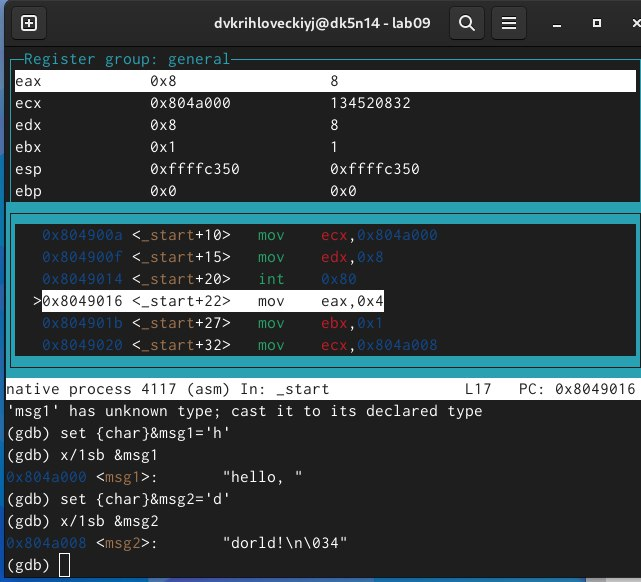 dvkrihloveckiyj@dk5n14 - lab09
Register group: general
eax 0x8 8
ecx 0x804a000 134520832
edx 0x8 8
ebx 0x1 1
esp 0xffffc350 0xffffc350
ebp 0x0 0x0
0x804900a <_start+10> mov ecx,0x804a000
0x804900f <_start+15> mov edx,0x8
0x8049014 <_start+20> int 0x80
>0x8049016 <_start+22> mov eax,0x4
0x804901b <_start+27> mov ebx,0x1
0x8049020 <_start+32> mov ecx,0x804a008
native process 4117 (asm) In: _start L17 PC: 0x8049016
'msg1' has unknown type; cast it to its declared type
(gdb) set {char}&msg1='h'
(gdb) x/1sb &msg1
0x804a000 <msg1>: "hello, "
(gdb) set {char}&msg2='d'
(gdb) x/1sb &msg2
0x804a008 <msg2>: "dorld!\n\034"
(gdb)